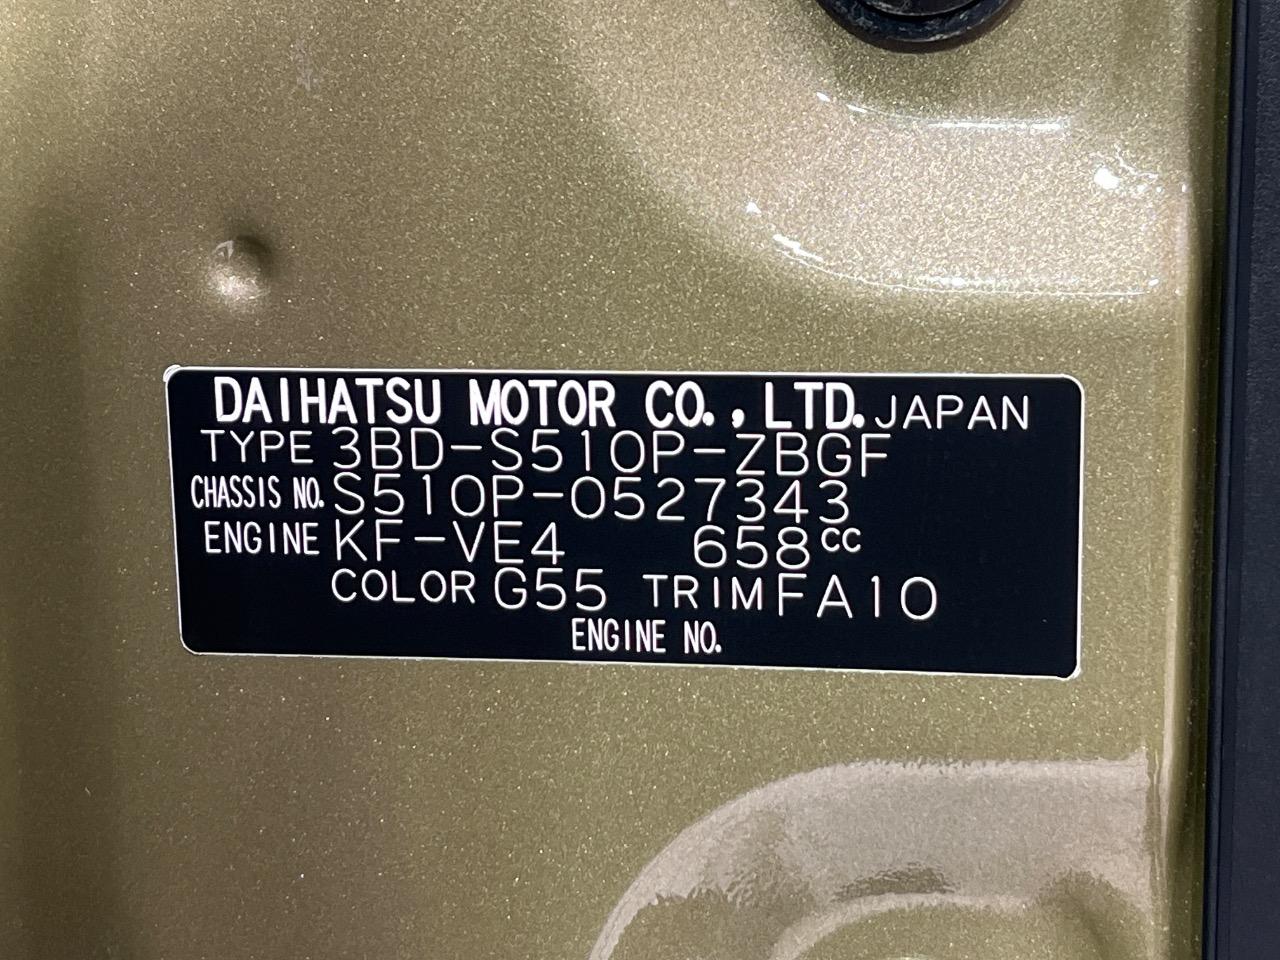 DAIHATSU MOTOR CO., LTD. JAPAN
TYPE 3BD-S510P-ZBGF
CHASSIS NO. S510P-0527343
ENGINE KF-VE4 658cc
COLOR G55 TRIM FA10
ENGINE NO.